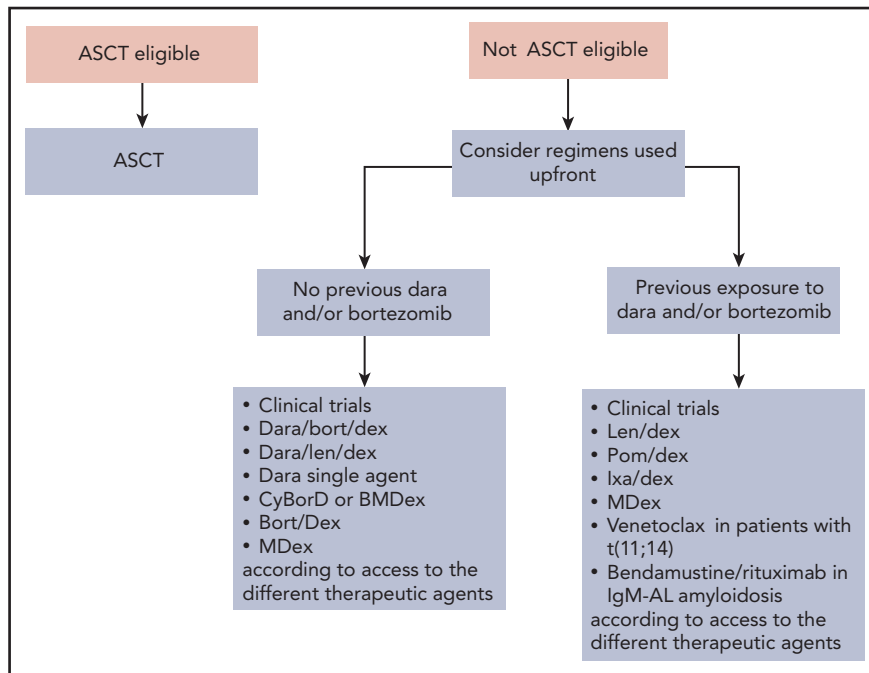 ASCT eligible
ASCT
Not ASCT eligible
Consider regimens used
upfront
No previous dara
and/or bortezomib
• Clinical trials
• Dara/bort/dex
• Dara/len/dex
• Dara single agent
• CyBorD or BMDex
• Bort/Dex
• MDex
according to access to the
different therapeutic agents
Previous exposure to
dara and/or bortezomib
• Clinical trials
• Len/dex
• Pom/dex
• Ixa/dex
• MDex
• Venetoclax in patients with
t(11;14)
• Bendamustine/rituximab in
IgM-AL amyloidosis
according to access to the
different therapeutic agents